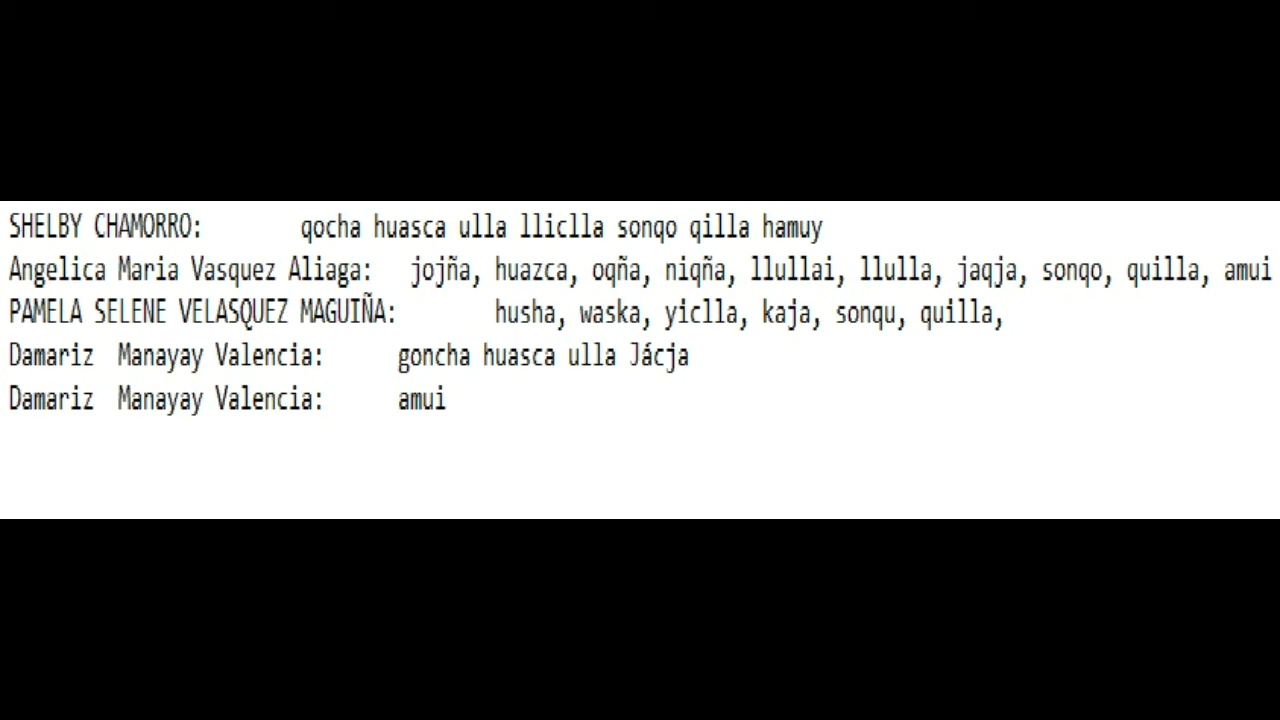 SHELBY CHAMORRO: qocha huasca ulla lliclla sonqo qilla hamuy
Angelica Maria Vasquez Aliaga: jojña, huazca, oqña, niqña, llullai, llulla, jaqja, sonqo, quilla, amui
PAMELA SELENE VELASQUEZ MAGUIÑA: husha, waska, yiclla, kaja, sonqu, quilla,
Damariz Manayay Valencia: goncha huasca ulla Jácja
Damariz Manayay Valencia: amui